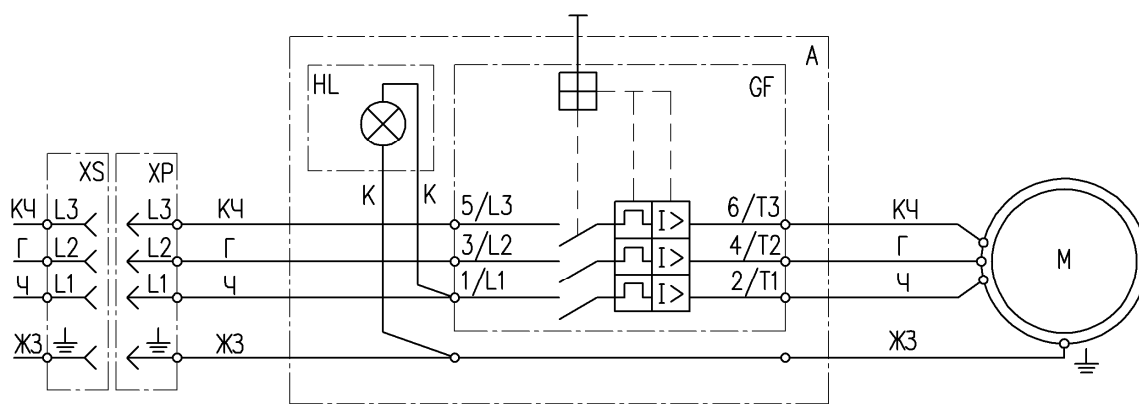 A
HL
GF
XS
XP
К
К
КЧ
L3
L3
КЧ
5/L3
I>
6/T3
КЧ
Г
L2
L2
Г
3/L2
I>
4/T2
Г
M
Ч
L1
L1
Ч
1/L1
I>
2/T1
Ч
ЖЗ
ЖЗ
ЖЗ